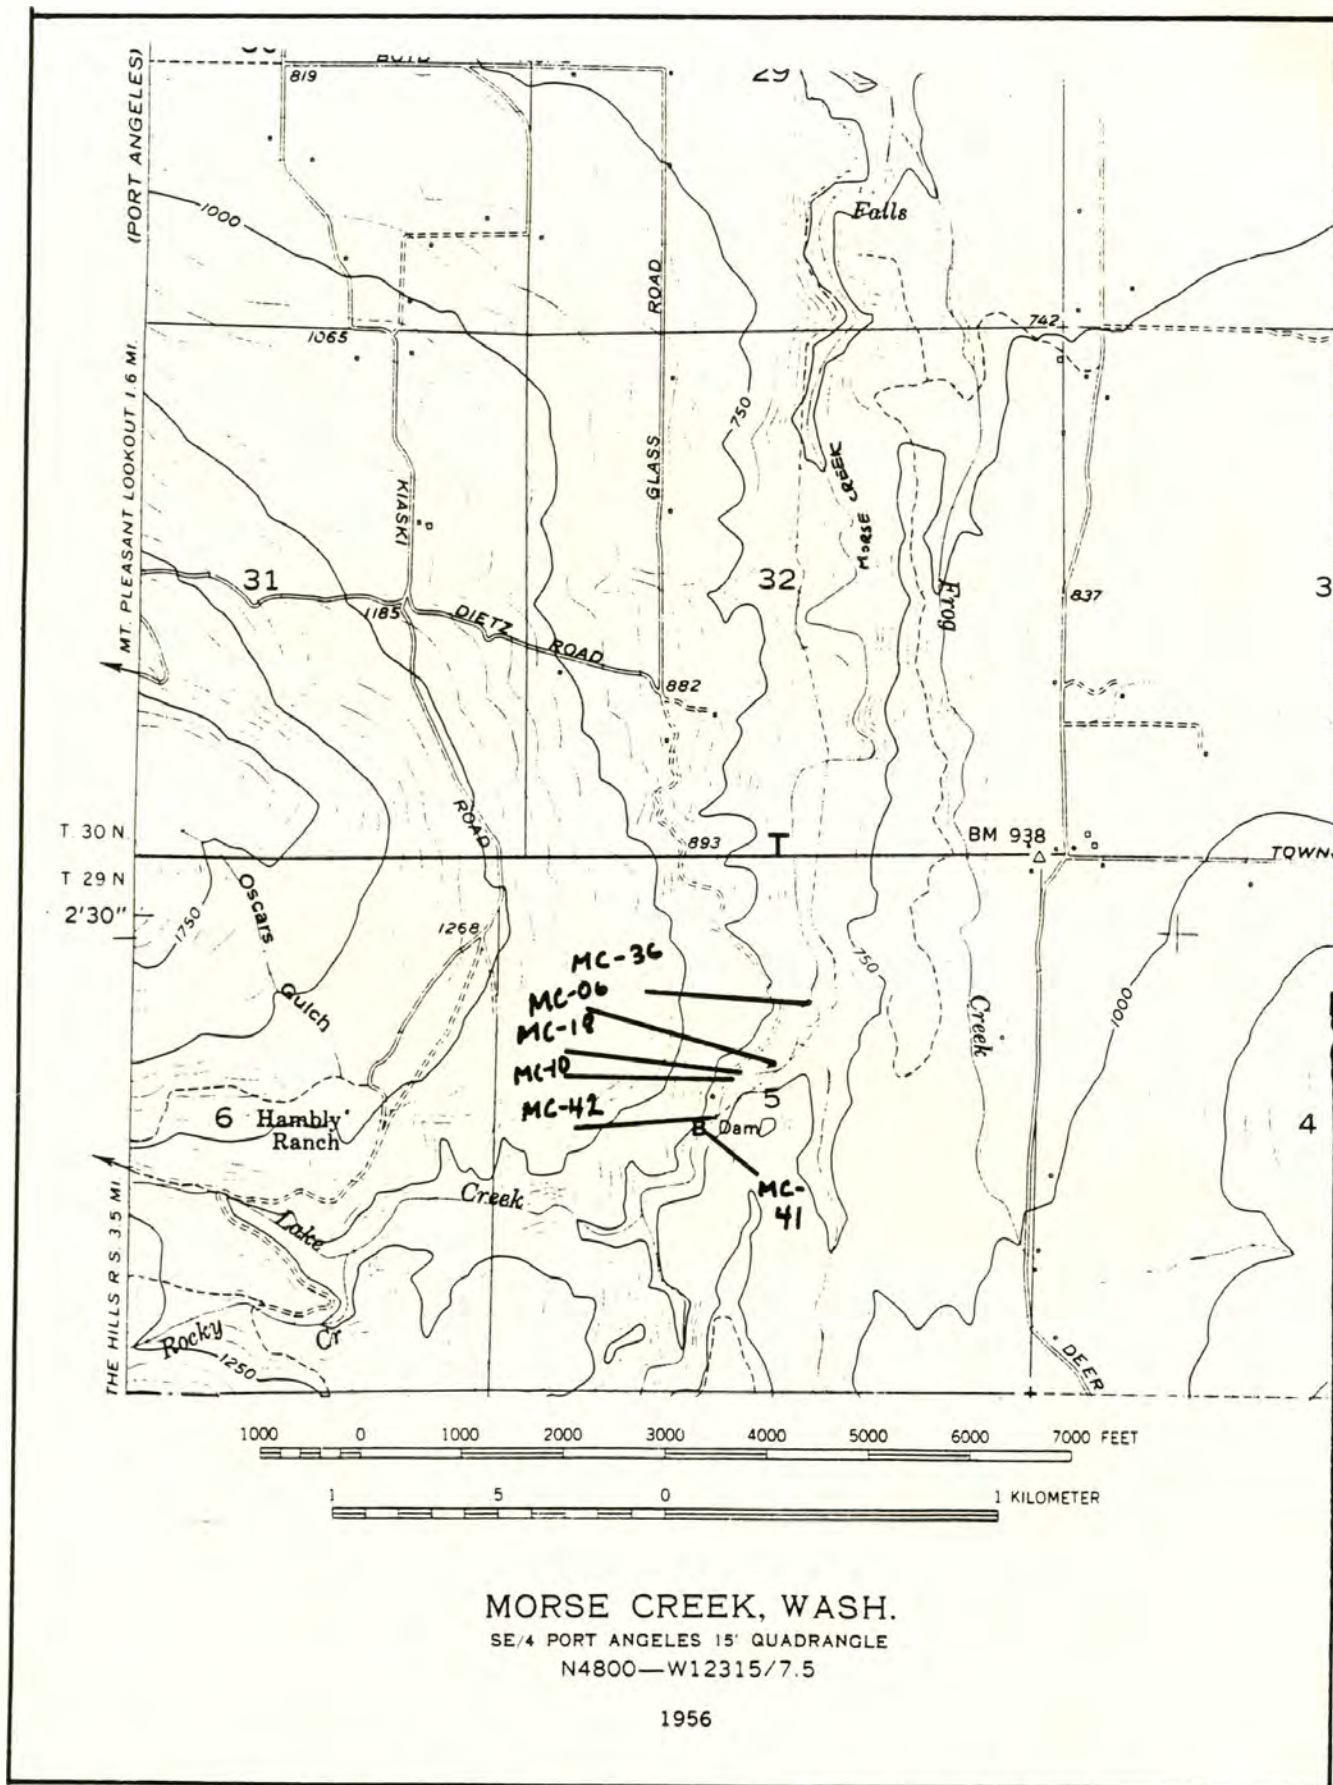 (PORT ANGELES)
819
29
1000
Falls
ROAD
1065
742
MT. PLEASANT LOOKOUT 1.6 MI.
750
GLASS
MORSE CREEK
KIASKI
31
32
3
1185
DIETZ
ROAD
Frog
837
882
ROAD
T. 30 N.
893
T
BM 938
TOWNS
T 29 N
2'30"
Oscars
1750
1268
MC-36
750
MC-06
Gulch
Creek
1000
MC-18
MC-10
5
6
Hambly
Ranch
MC-42
B
Dam
4
Creek
MC-
41
Lake
THE HILLS R S. 3.5 MI.
Rocky
Cr
1250
DEER
1000 0 1000 2000 3000 4000 5000 6000 7000 FEET
1 5 0 1 KILOMETER
MORSE CREEK, WASH.
SE/4 PORT ANGELES 15' QUADRANGLE
N4800—W12315/7.5
1956